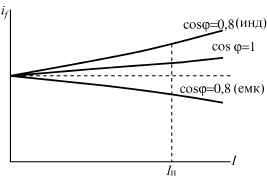 i_f
cosφ=0,8(инд)
cos φ=1
cosφ=0,8(емк)
I_н I